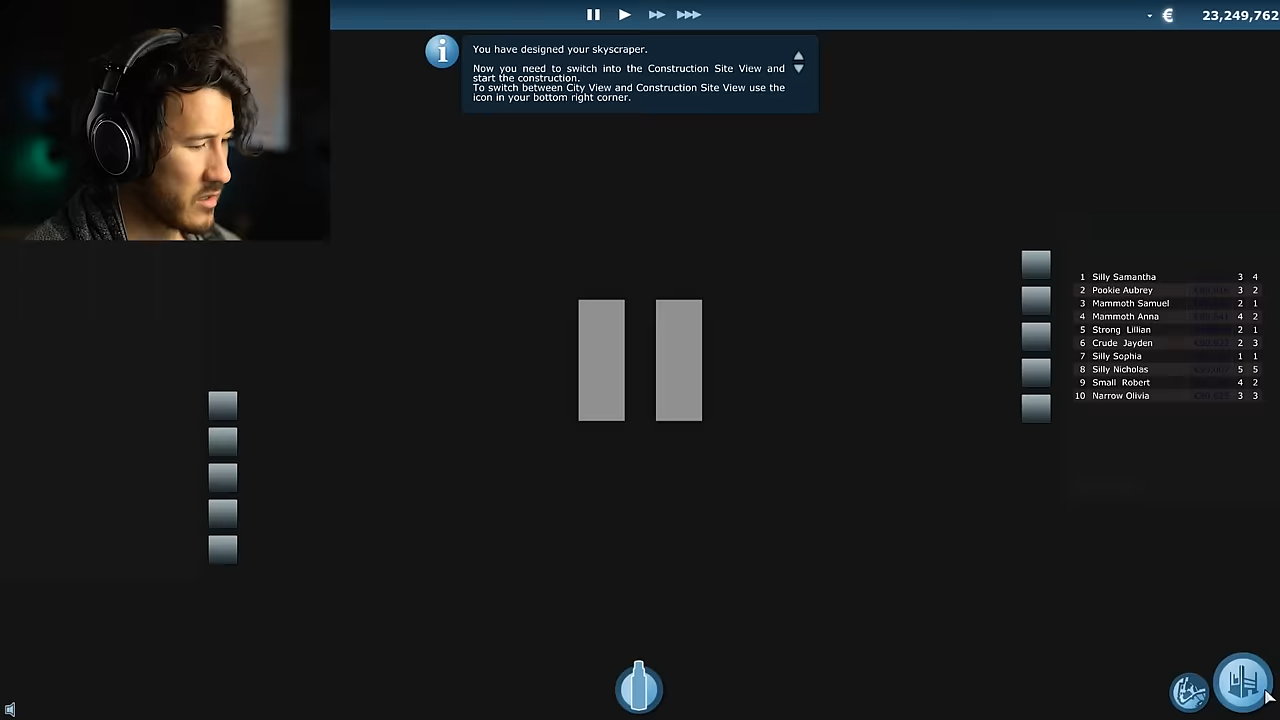 € 23,249,762
You have designed your skyscraper.
Now you need to switch into the Construction Site View and
start the construction.
To switch between City View and Construction Site View use the
icon in your bottom right corner.
1 Silly Samantha 3 4
2 Pookie Aubrey 3 2
3 Mammoth Samuel 2 1
4 Mammoth Anna 4 2
5 Strong Lillian 2 1
6 Crude Jayden 2 3
7 Silly Sophia 1 1
8 Silly Nicholas 5 5
9 Small Robert 4 2
10 Narrow Olivia 3 3